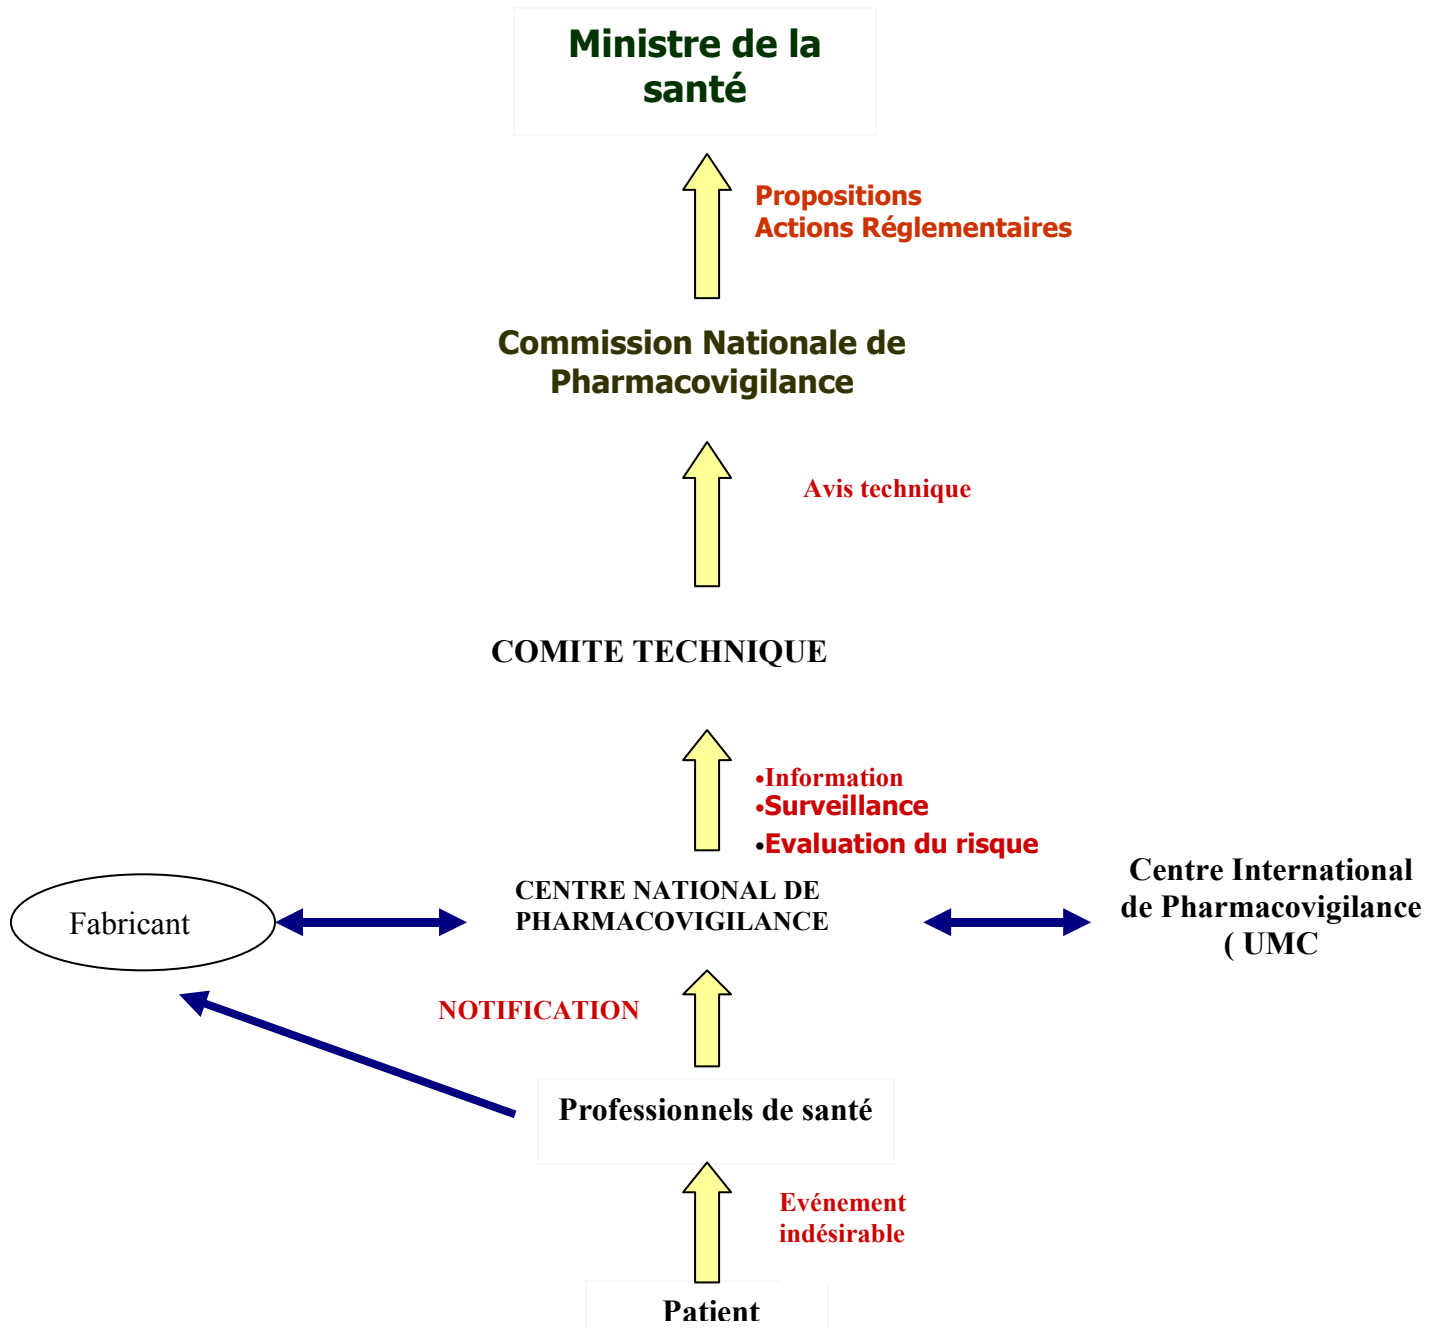 Ministre de la
santé
Propositions
Actions Réglementaires
Commission Nationale de
Pharmacovigilance
Avis technique
COMITE TECHNIQUE
•Information
•Surveillance
•Evaluation du risque
Fabricant
CENTRE NATIONAL DE
PHARMACOVIGILANCE
Centre International
de Pharmacovigilance
( UMC
NOTIFICATION
Professionnels de santé
Evénement
indésirable
Patient